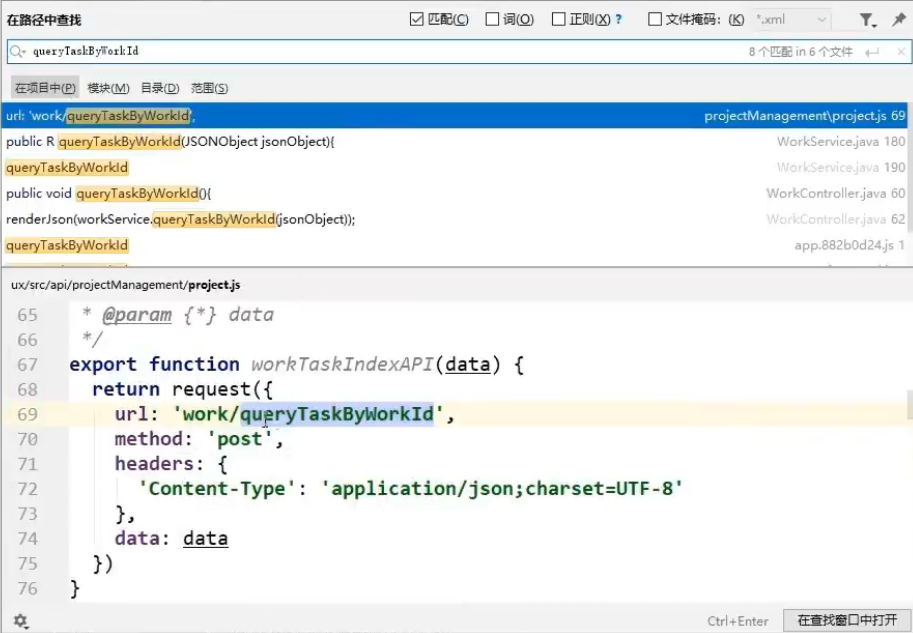 在路径中查找 匹配(C) 词(O) 正则(X) ? 文件掩码: (K) *.xml
queryTaskByWorkId 8 个匹配 in 6 个文件
在项目中(P) 模块(M) 目录(D) 范围(S)
url: 'work/queryTaskByWorkId', projectManagement\project.js 69
public R queryTaskByWorkId(JSONObject jsonObject){ WorkService.java 180
queryTaskByWorkId WorkService.java 190
public void queryTaskByWorkId(){ WorkController.java 60
renderJson(workService.queryTaskByWorkId(jsonObject)); WorkController.java 62
queryTaskByWorkId app.882b0d24.js 1
ux/src/api/projectManagement/project.js
65 * @param {*} data
66 */
67 export function workTaskIndexAPI(data) {
68 return request({
69 url: 'work/queryTaskByWorkId',
70 method: 'post',
71 headers: {
72 'Content-Type': 'application/json;charset=UTF-8'
73 },
74 data: data
75 })
76 }
Ctrl+Enter 在查找窗口中打开